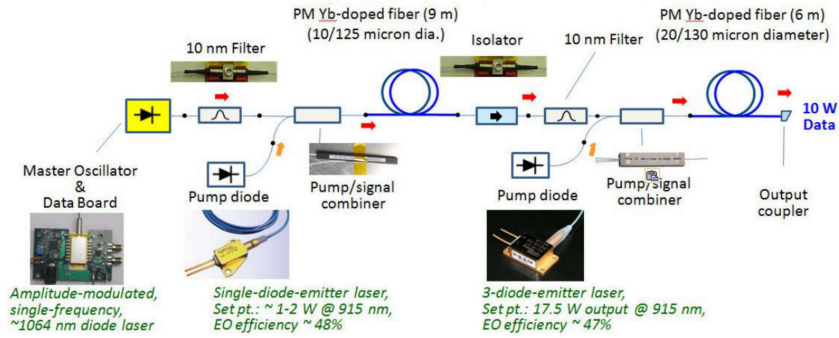 PM Yb-doped fiber (9 m)
(10/125 micron dia.)
PM Yb-doped fiber (6 m)
(20/130 micron diameter)
10 nm Filter
Isolator
10 nm Filter
10 W
Data
Master Oscillator
&
Data Board
Pump diode
Pump/signal
combiner
Pump diode
Pump/signal
combiner
Output
coupler
Amplitude-modulated,
single-frequency,
~1064 nm diode laser
Single-diode-emitter laser,
Set pt.: ~ 1-2 W @ 915 nm,
EO efficiency ~ 48%
3-diode-emitter laser,
Set pt.: 17.5 W output @ 915 nm,
EO efficiency ~ 47%